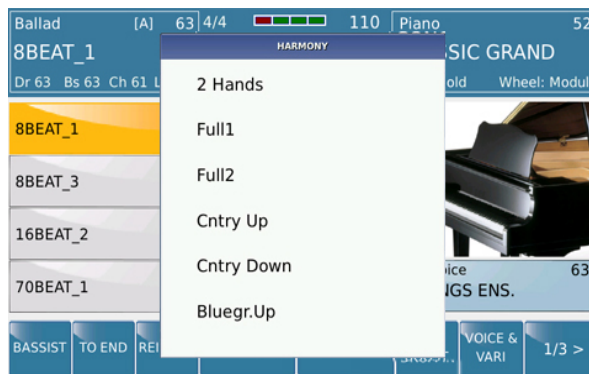 Ballad [A] 63 4/4 110 Piano 52
8BEAT_1 SIC GRAND
Dr 63 Bs 63 Ch 61 L old Wheel: Modul
HARMONY
2 Hands
Full1
Full2
Cntry Up
Cntry Down
Bluegr.Up
8BEAT_1
8BEAT_3
16BEAT_2
70BEAT_1
oice 63
NGS ENS.
BASSIST TO END REI VOICE & VARI 1/3 >